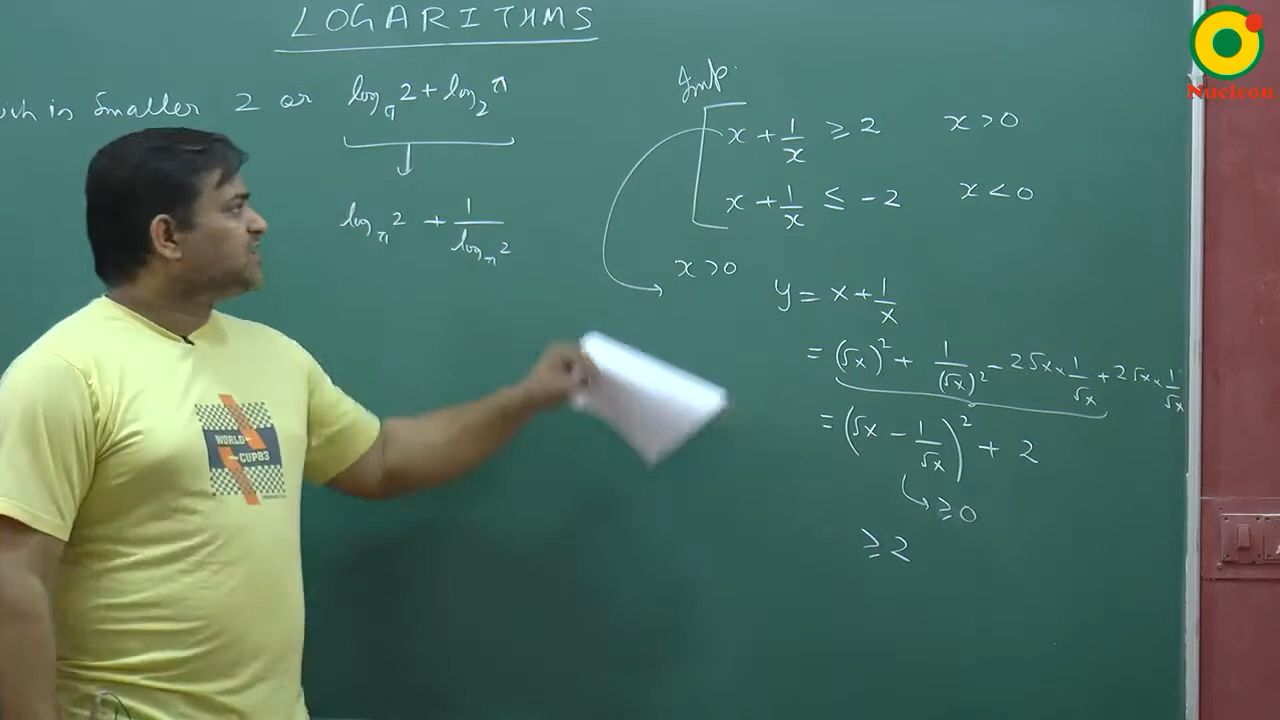 LOGARITHMS
is smaller 2 or log_π 2 + log_2 π
log_π 2 + 1/log_π 2
Imp.
x + 1/x ≥ 2 x > 0
x + 1/x ≤ -2 x < 0
x > 0
y = x + 1/x
= (√x)² + 1/(√x)² - 2√x × 1/√x + 2√x × 1/√x
= (√x - 1/√x)² + 2
≥ 0
≥ 2
WORLD
CUP83
Nucleon